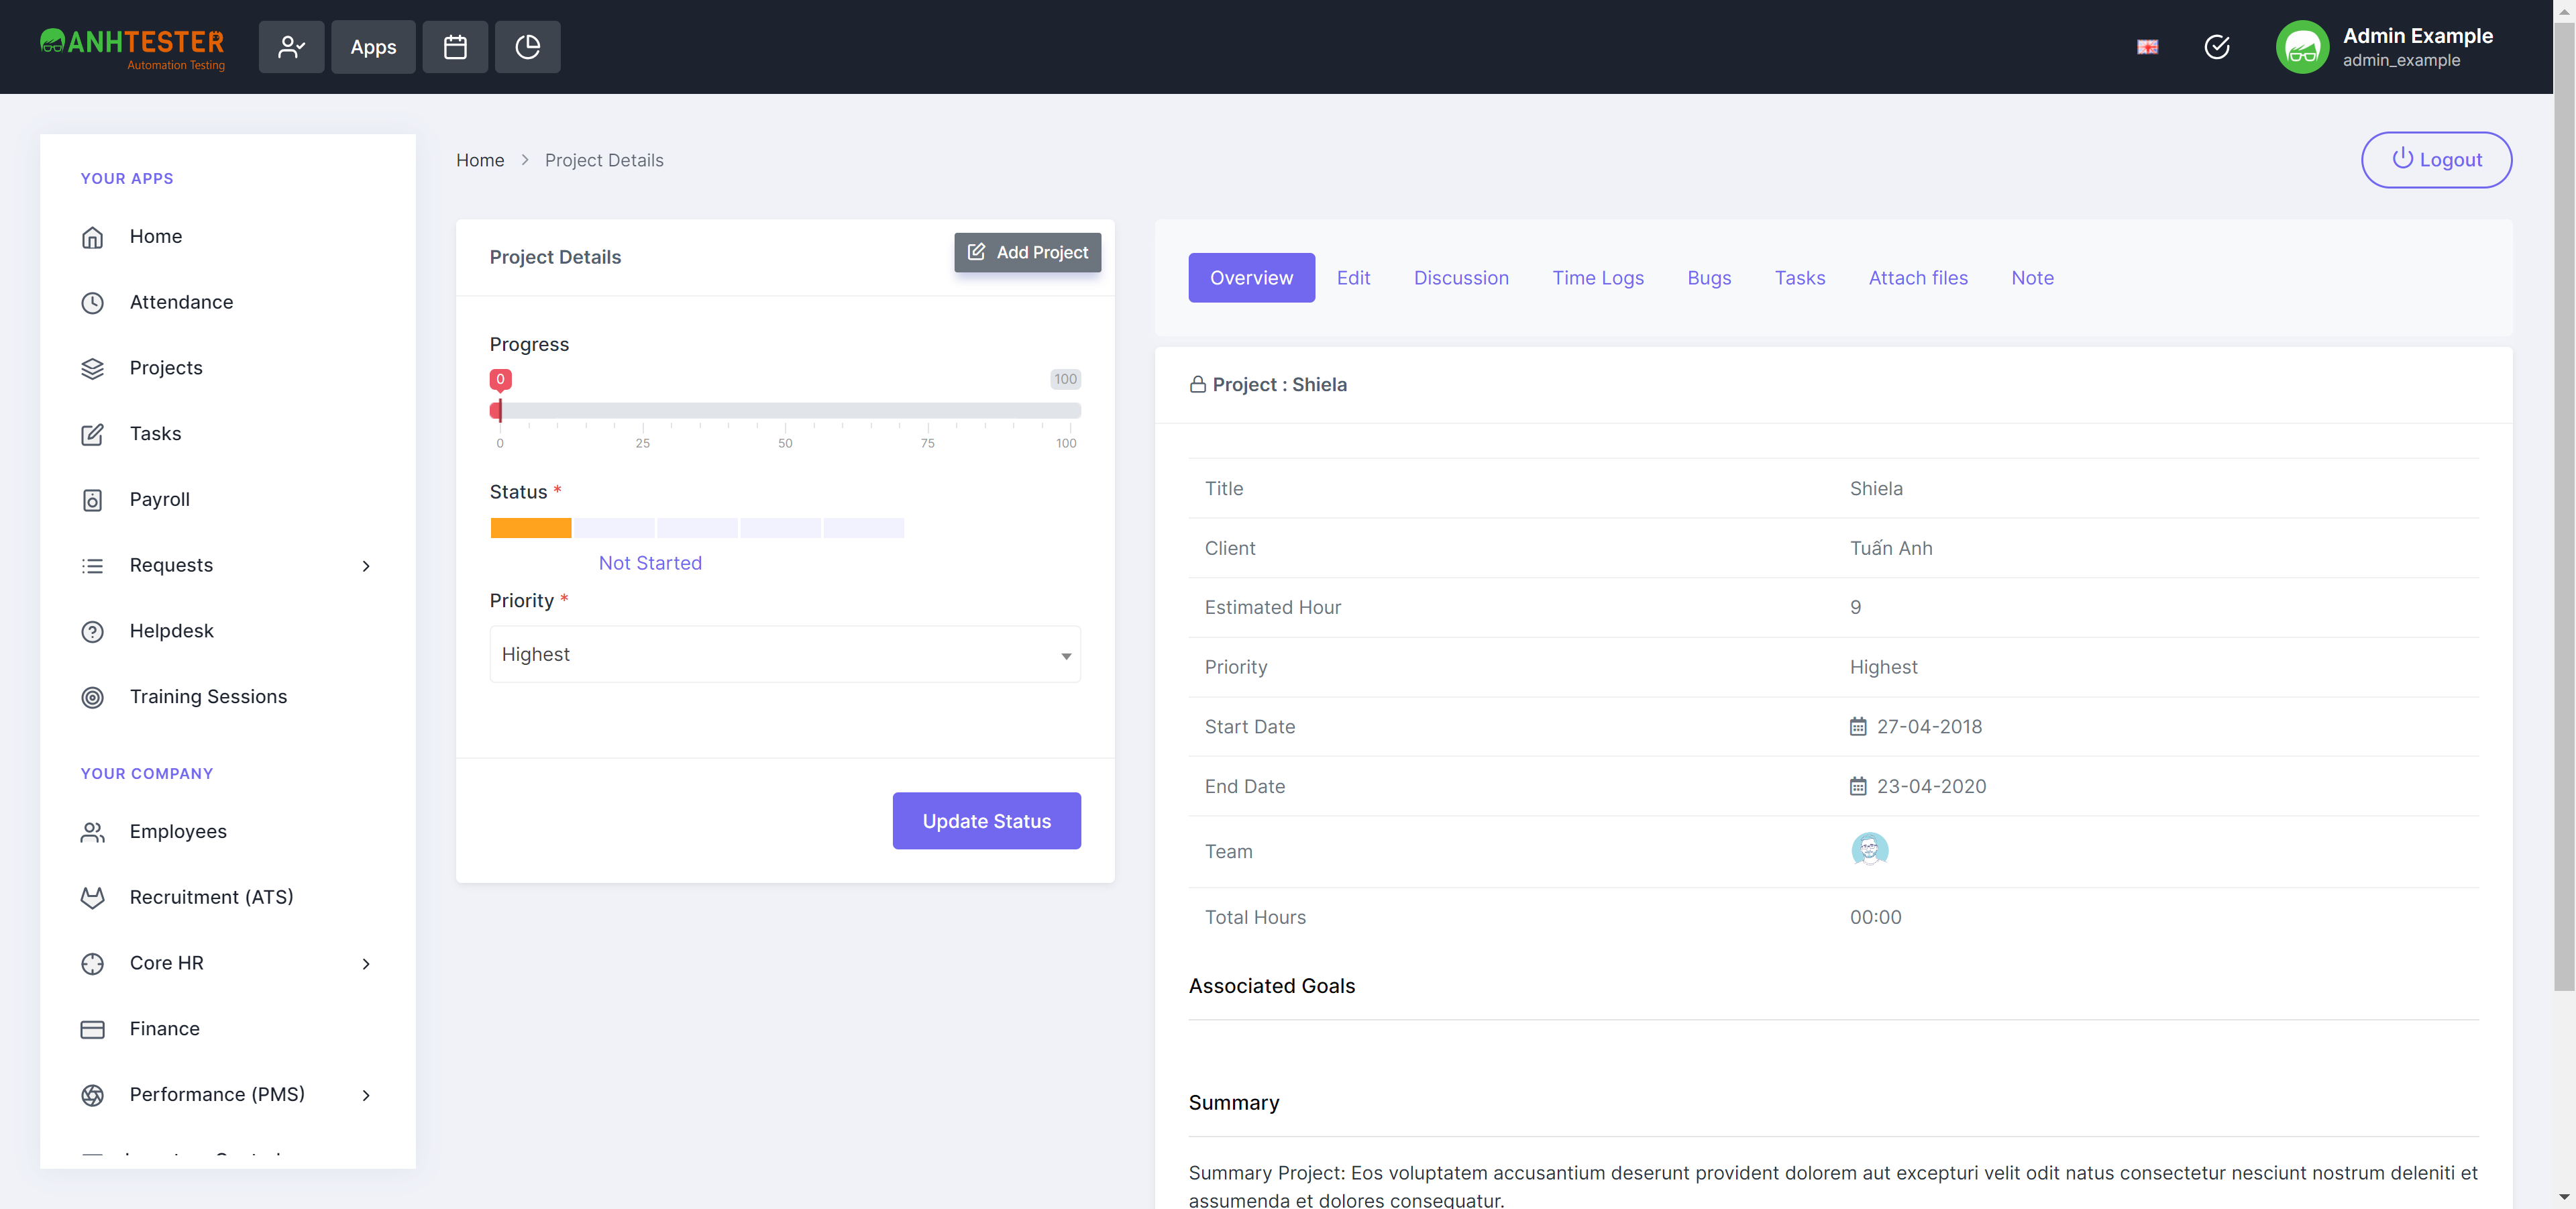 ANHTESTER
Automation Testing
Apps
Admin Example
admin_example
YOUR APPS
Home
Attendance
Projects
Tasks
Payroll
Requests
Helpdesk
Training Sessions
YOUR COMPANY
Employees
Recruitment (ATS)
Core HR
Finance
Performance (PMS)
Home > Project Details
Logout
Project Details
Add Project
Progress
0 100
0 25 50 75 100
Status *
Not Started
Priority *
Highest
Update Status
Overview Edit Discussion Time Logs Bugs Tasks Attach files Note
Project : Shiela
Title Shiela
Client Tuấn Anh
Estimated Hour 9
Priority Highest
Start Date 27-04-2018
End Date 23-04-2020
Team
Total Hours 00:00
Associated Goals
Summary
Summary Project: Eos voluptatem accusantium deserunt provident dolorem aut excepturi velit odit natus consectetur nesciunt nostrum deleniti et
assumenda et dolores consequatur.